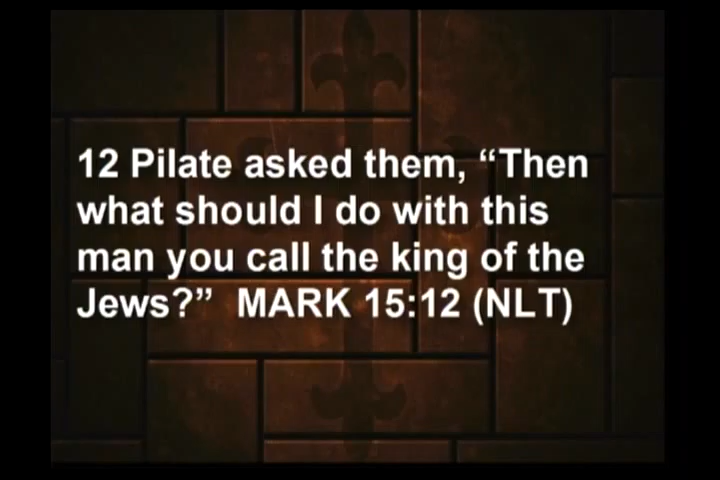 12 Pilate asked them, “Then
what should I do with this
man you call the king of the
Jews?”  MARK 15:12 (NLT)